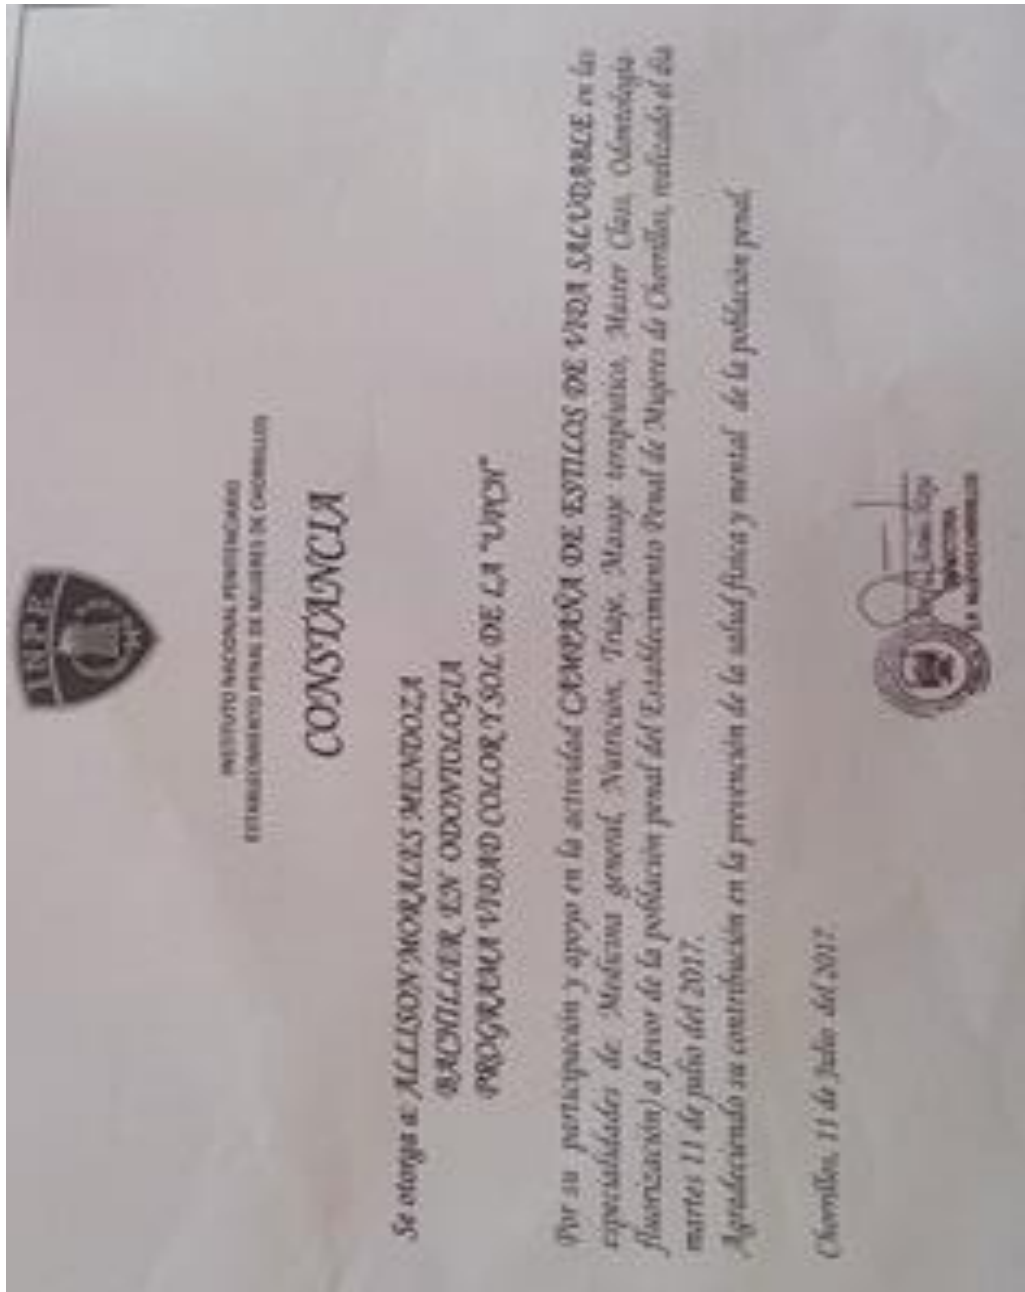 I.N.P.E.
INSTITUTO NACIONAL PENITENCIARIO
ESTABLECIMIENTO PENAL DE MUJERES DE CHORRILLOS
CONSTANCIA
Se otorga a: ALLISON MORALES MENDOZA
BACHILLER EN ODONTOLOGIA
PROGRAMA VIDAD COLOR Y SOL DE LA "UPCH"
Por su participación y apoyo en la actividad CAMPAÑA DE ESTILOS DE VIDA SALUDABLE en las
especialidades de Medicina general, Nutrición, Triaje, Masaje terapéutico, Master Class, Odontología
fluorización) a favor de la población penal del Establecimiento Penal de Mujeres de Chorrillos, realizado el día
martes 11 de julio del 2017.
Agradeciendo su contribución en la prevención de la salud física y mental de la población penal.
Chorrillos, 11 de Julio del 2017.
DIRECTORA